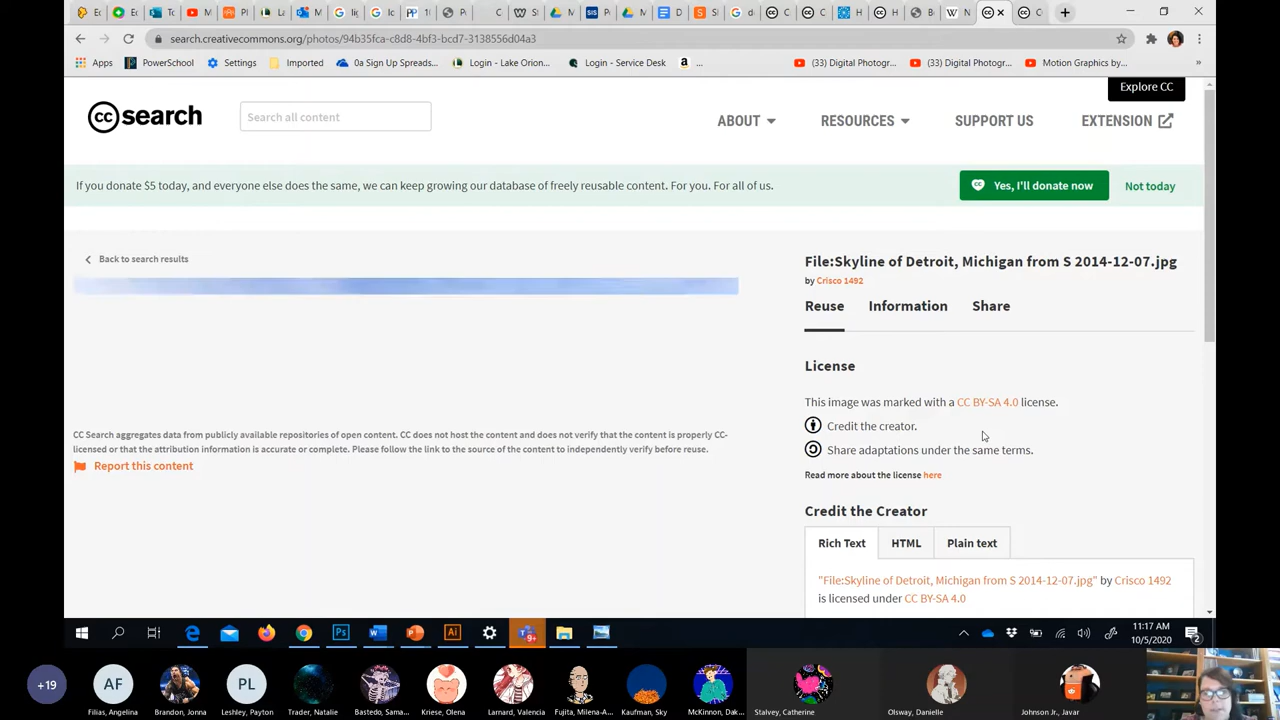 search.creativecommons.org/photos/94b35fca-c8d8-4bf3-bcd7-3138556d04a3
Apps PowerSchool Settings Imported 0a Sign Up Spreads... Login - Lake Orion... Login - Service Desk ... (33) Digital Photogr... (33) Digital Photogr... Motion Graphics by... »
Explore CC
cc search
Search all content
ABOUT RESOURCES SUPPORT US EXTENSION
If you donate $5 today, and everyone else does the same, we can keep growing our database of freely reusable content. For you. For all of us.
Yes, I'll donate now
Not today
Back to search results
File:Skyline of Detroit, Michigan from S 2014-12-07.jpg
by Crisco 1492
Reuse Information Share
License
This image was marked with a CC BY-SA 4.0 license.
Credit the creator.
Share adaptations under the same terms.
Read more about the license here
CC Search aggregates data from publicly available repositories of open content. CC does not host the content and does not verify that the content is properly CC-
licensed or that the attribution information is accurate or complete. Please follow the link to the source of the content to independently verify before reuse.
Report this content
Credit the Creator
Rich Text HTML Plain text
"File:Skyline of Detroit, Michigan from S 2014-12-07.jpg" by Crisco 1492
is licensed under CC BY-SA 4.0
11:17 AM
10/5/2020
+19 AF PL
Filias, Angelina Brandon, Jonna Leshley, Payton Trader, Natalie Bastedo, Sama... Kriese, Olena Larnard, Valencia Fujita, Milena-A... Kaufman, Sky McKinnon, Dak... Stalvey, Catherine Olsway, Danielle Johnson Jr., Javar